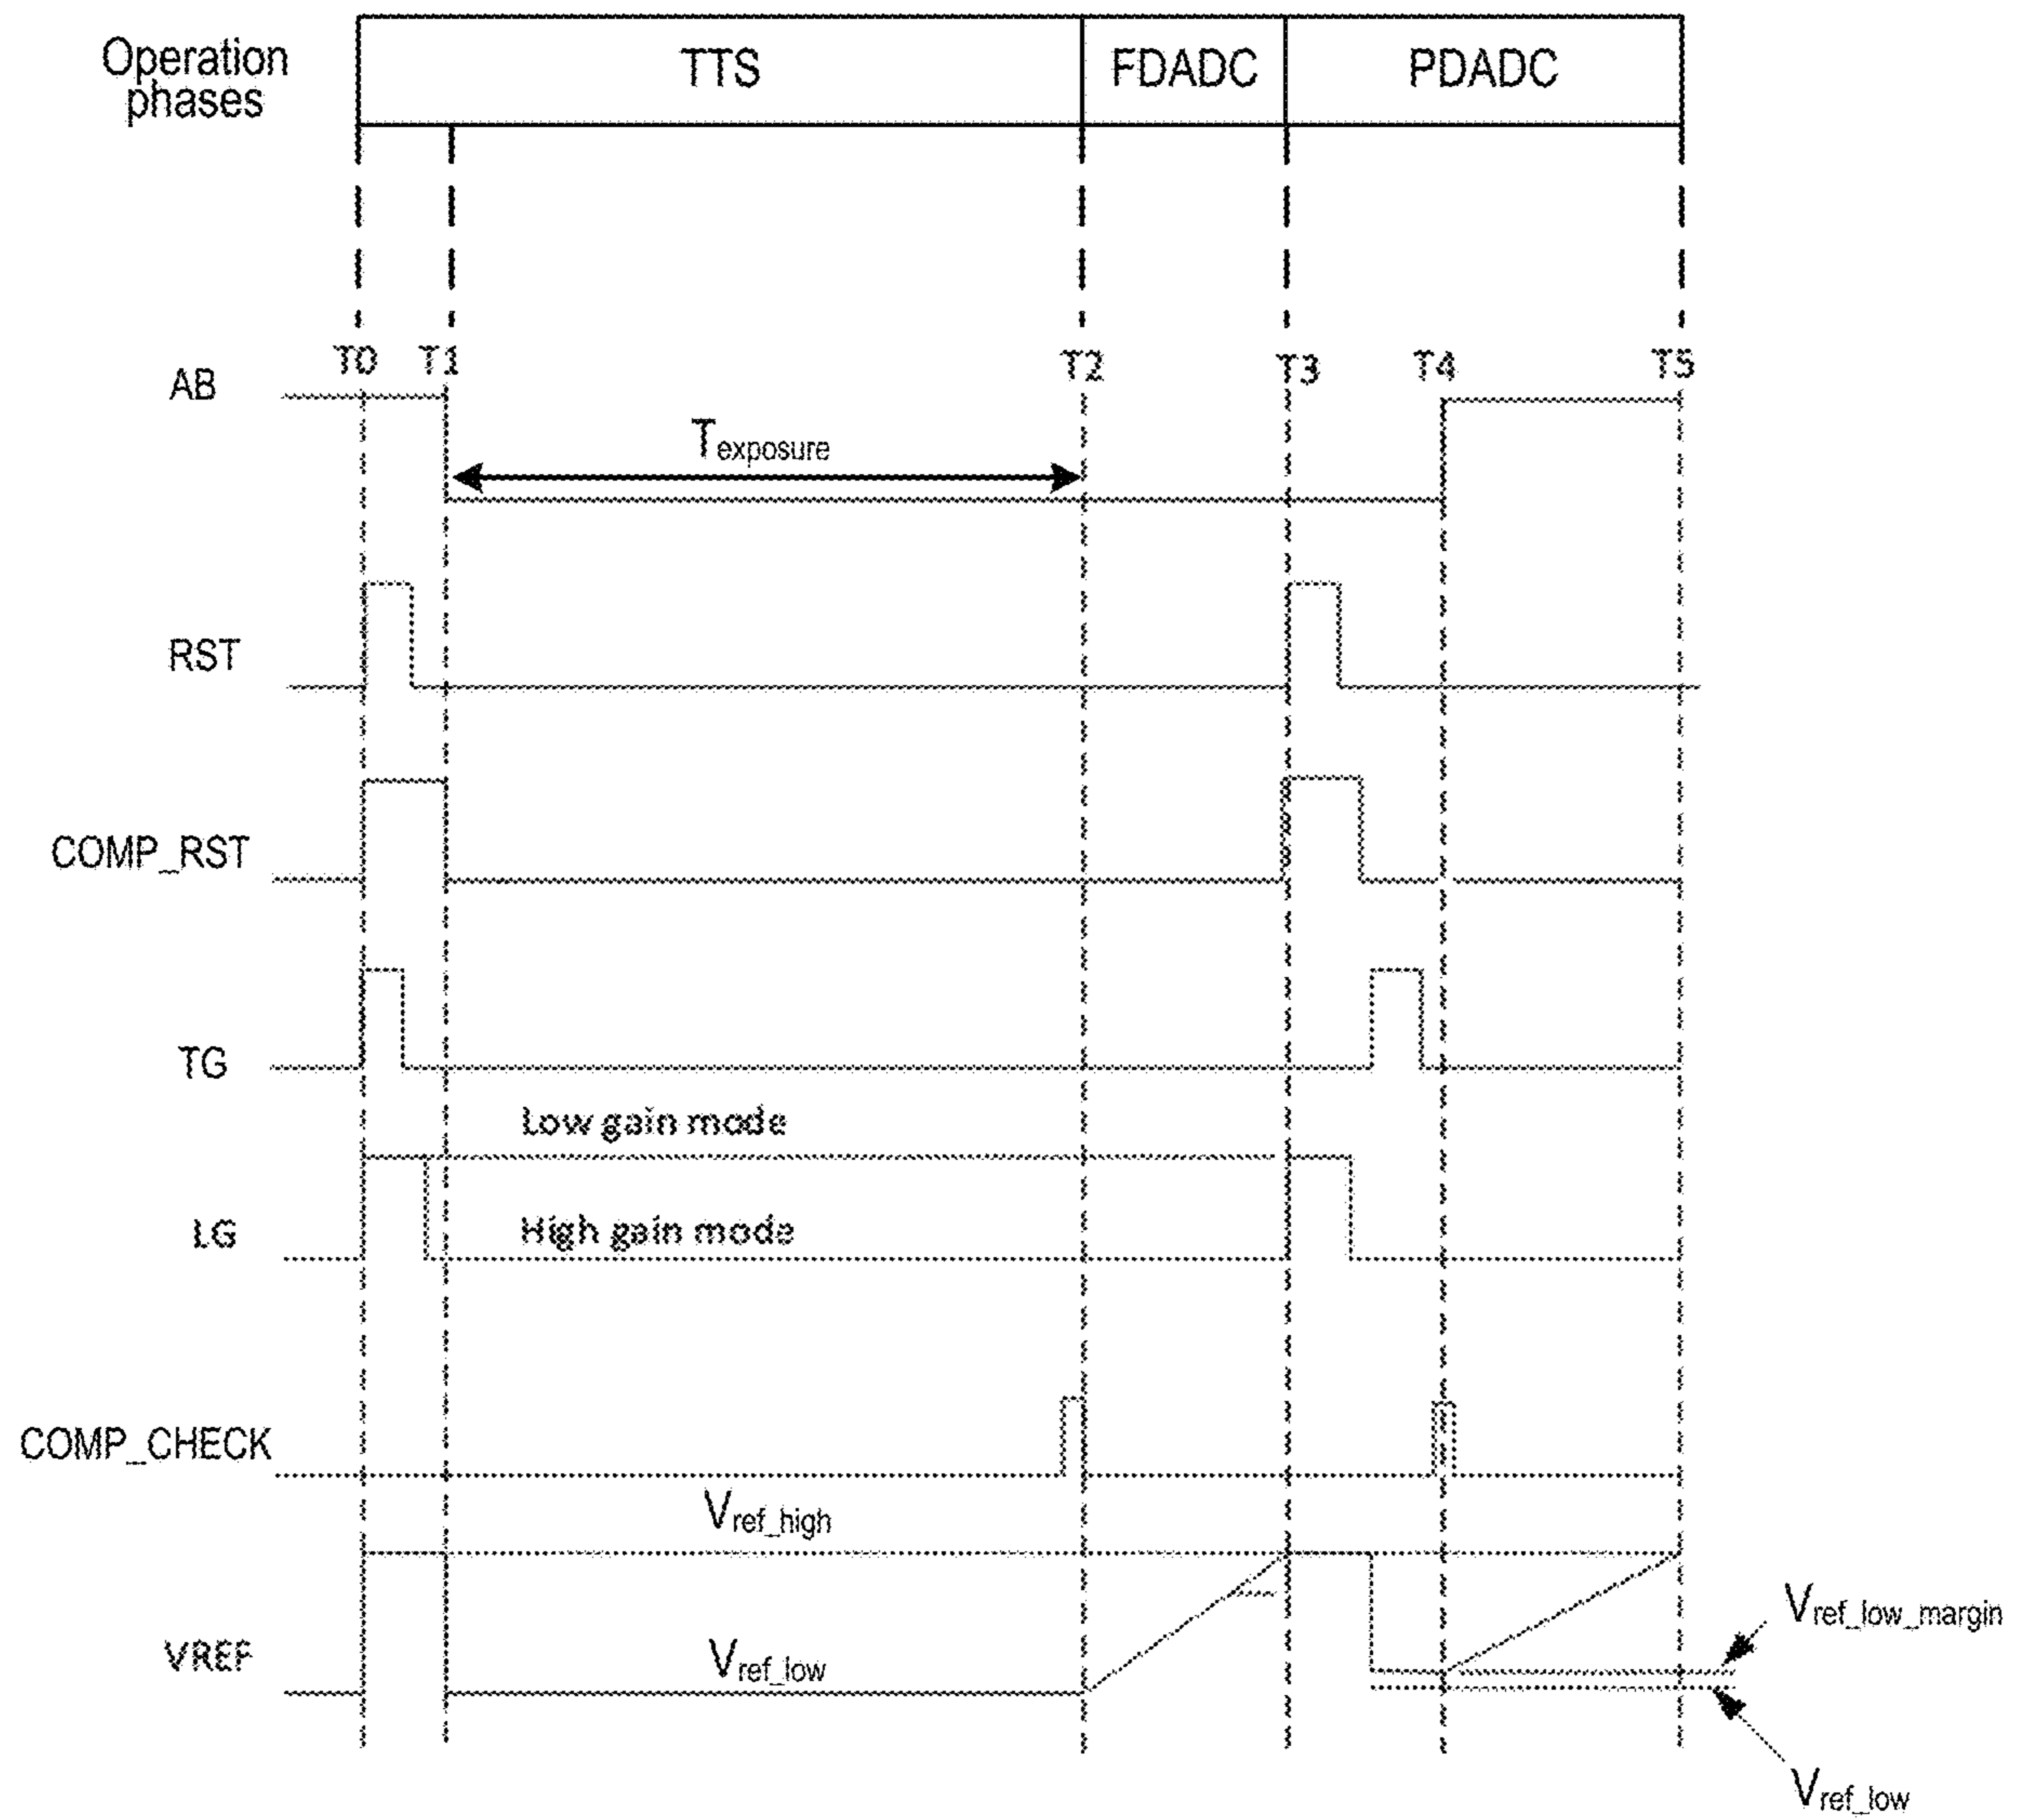 Operation phases
TTS
FDADC
PDADC
T0
T1
T2
T3
T4
T5
AB
Texposure
RST
COMP_RST
TG
Low gain mode
LG
High gain mode
COMP_CHECK
Vref_high
VREF
Vref_low
Vref_low_margin
Vref_low